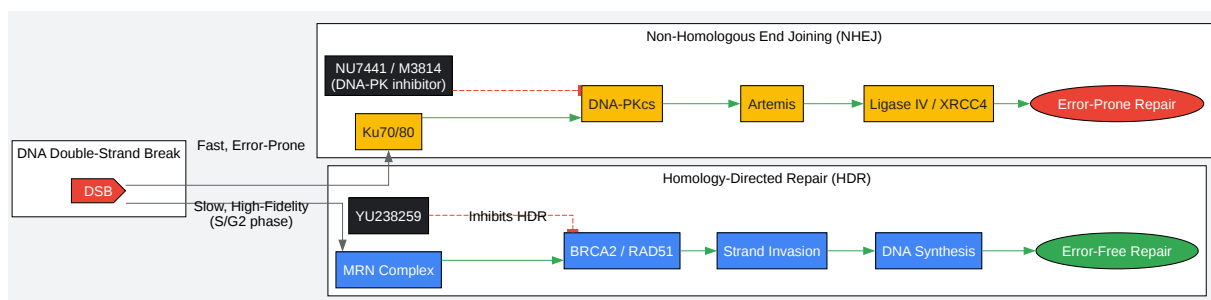 Non-Homologous End Joining (NHEJ)
NU7441 / M3814
(DNA-PK inhibitor)
DNA-PKcs
Artemis
Ligase IV / XRCC4
Error-Prone Repair
Ku70/80
DNA Double-Strand Break
Fast, Error-Prone
DSB
Slow, High-Fidelity
(S/G2 phase)
Homology-Directed Repair (HDR)
YU238259
Inhibits HDR
MRN Complex
BRCA2 / RAD51
Strand Invasion
DNA Synthesis
Error-Free Repair